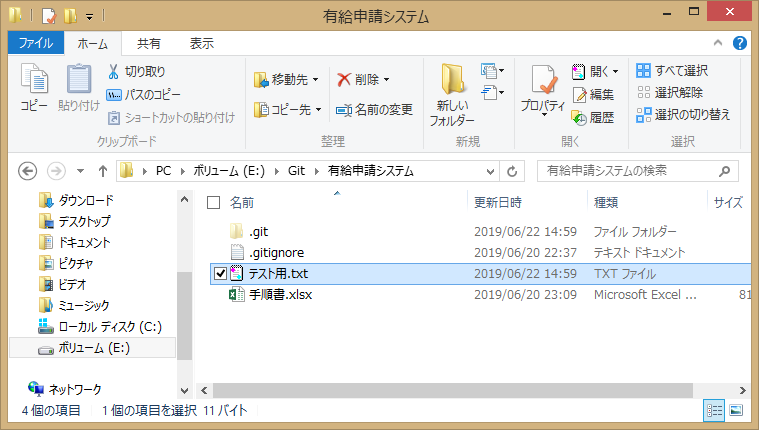 有給申請システム
ファイル ホーム 共有 表示
コピー 貼り付け 切り取り パスのコピー ショートカットの貼り付け
移動先 コピー先 削除 名前の変更
新しい フォルダー
プロパティ 開く 編集 履歴
すべて選択 選択解除 選択の切り替え
クリップボード 整理 新規 開く 選択
PC ボリューム (E:) Git 有給申請システム 有給申請システムの検索
ダウンロード
デスクトップ
ドキュメント
ピクチャ
ビデオ
ミュージック
ローカル ディスク (C:)
ボリューム (E:)
ネットワーク
名前 更新日時 種類 サイズ
.git 2019/06/22 14:59 ファイル フォルダー
.gitignore 2019/06/20 22:37 テキスト ドキュメント
テスト用.txt 2019/06/22 14:59 TXT ファイル
手順書.xlsx 2019/06/20 23:09 Microsoft Excel ... 81
4 個の項目 1 個の項目を選択 11 バイト